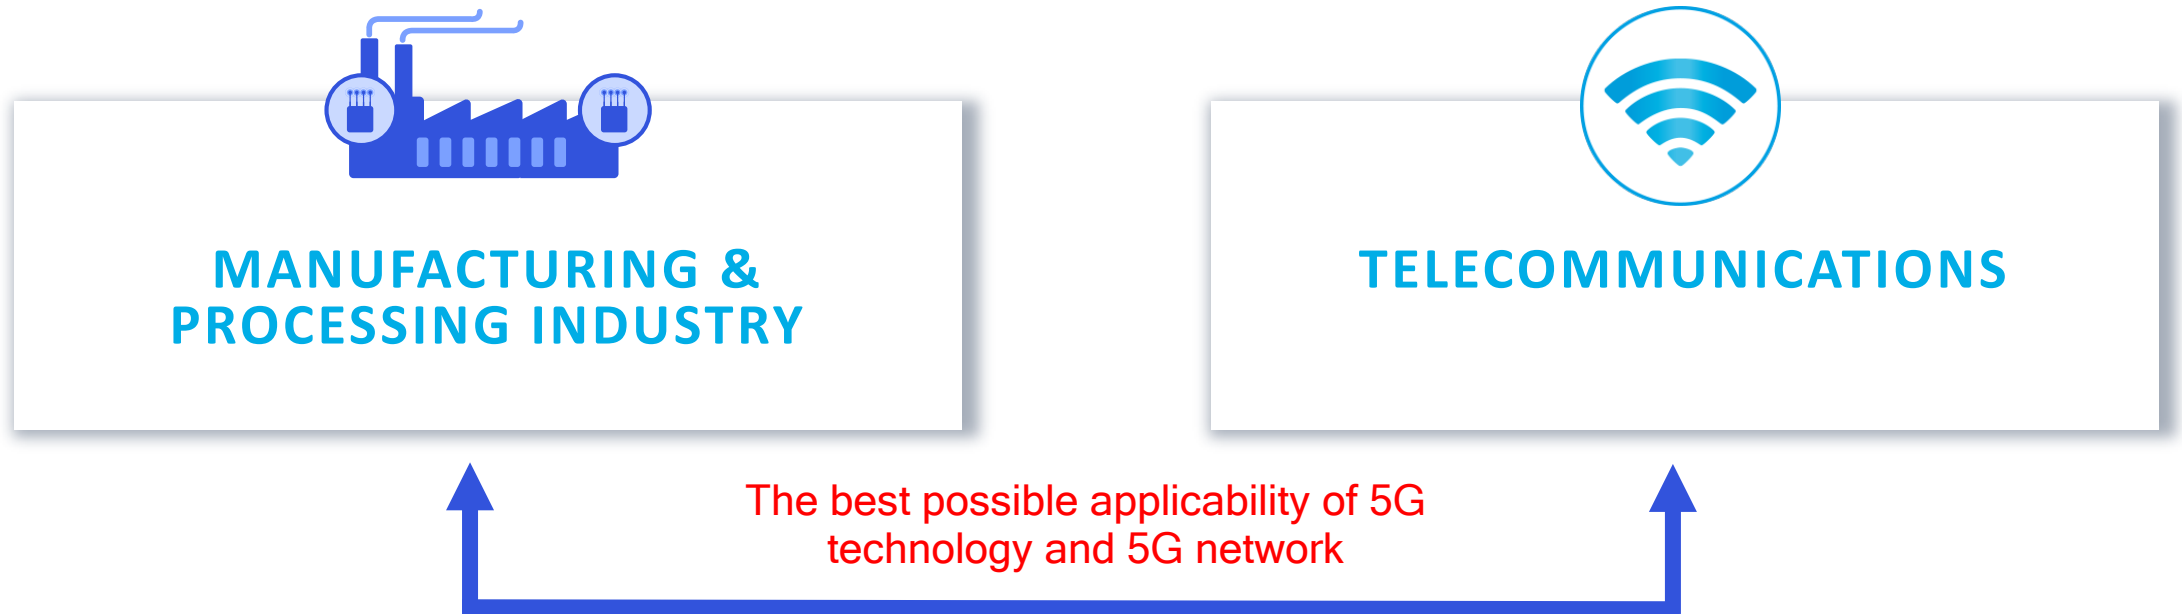 MANUFACTURING &
PROCESSING INDUSTRY
TELECOMMUNICATIONS
The best possible applicability of 5G
technology and 5G network